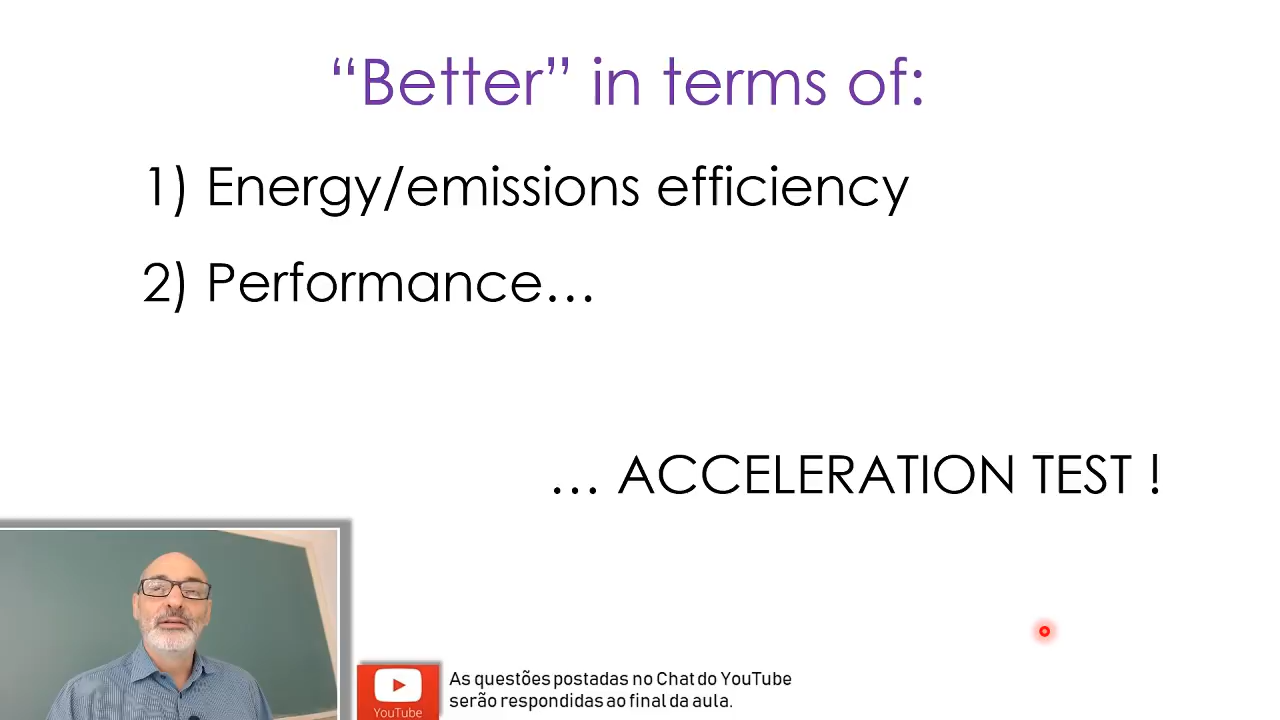 “Better” in terms of:
1) Energy/emissions efficiency
2) Performance…
… ACCELERATION TEST !
YouTube
As questões postadas no Chat do YouTube
serão respondidas ao final da aula.